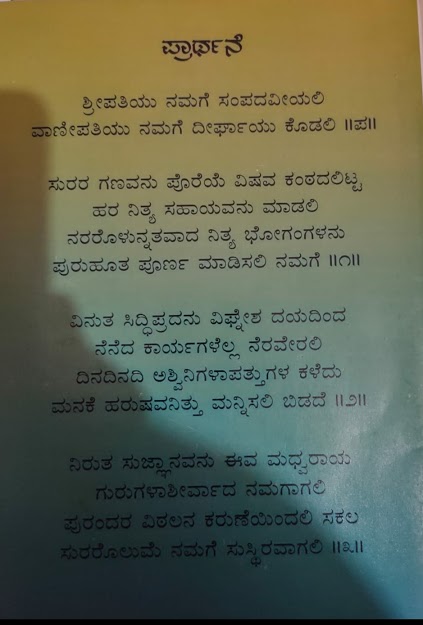 ಪ್ರಾರ್ಥನೆ
ಶ್ರೀಪತಿಯು ನಮಗೆ ಸಂಪದವೀಯಲಿ
ವಾಣೀಪತಿಯು ನಮಗೆ ದೀರ್ಘಾಯು ಕೊಡಲಿ ॥ಪ॥
ಸುರರ ಗಣವನು ಪೊರೆಯೆ ವಿಷವ ಕಂಠದಲಿಟ್ಟ
ಹರ ನಿತ್ಯ ಸಹಾಯವನು ಮಾಡಲಿ
ನರರೊಳುನ್ನತವಾದ ನಿತ್ಯ ಭೋಗಂಗಳನು
ಪುರುಹೂತ ಪೂರ್ಣ ಮಾಡಿಸಲಿ ನಮಗೆ ॥೧॥
ವಿನುತ ಸಿದ್ಧಿಪ್ರದನು ವಿಘ್ನೇಶ ದಯದಿಂದ
ನೆನೆದ ಕಾರ್ಯಗಳೆಲ್ಲ ನೆರವೇರಲಿ
ದಿನದಿನದಿ ಅಶ್ವಿನಿಗಳಾಪತ್ತುಗಳ ಕಳೆದು
ಮನಕೆ ಹರುಷವನಿತ್ತು ಮನ್ನಿಸಲಿ ಬಿಡದೆ ॥೨॥
ನಿರುತ ಸುಜ್ಞಾನವನು ಈವ ಮಧ್ವರಾಯ
ಗುರುಗಳಾಶೀರ್ವಾದ ನಮಗಾಗಲಿ
ಪುರಂದರ ವಿಠಲನ ಕರುಣೆಯಿಂದಲಿ ಸಕಲ
ಸುರರೊಲುಮೆ ನಮಗೆ ಸುಸ್ಥಿರವಾಗಲಿ ॥೩॥